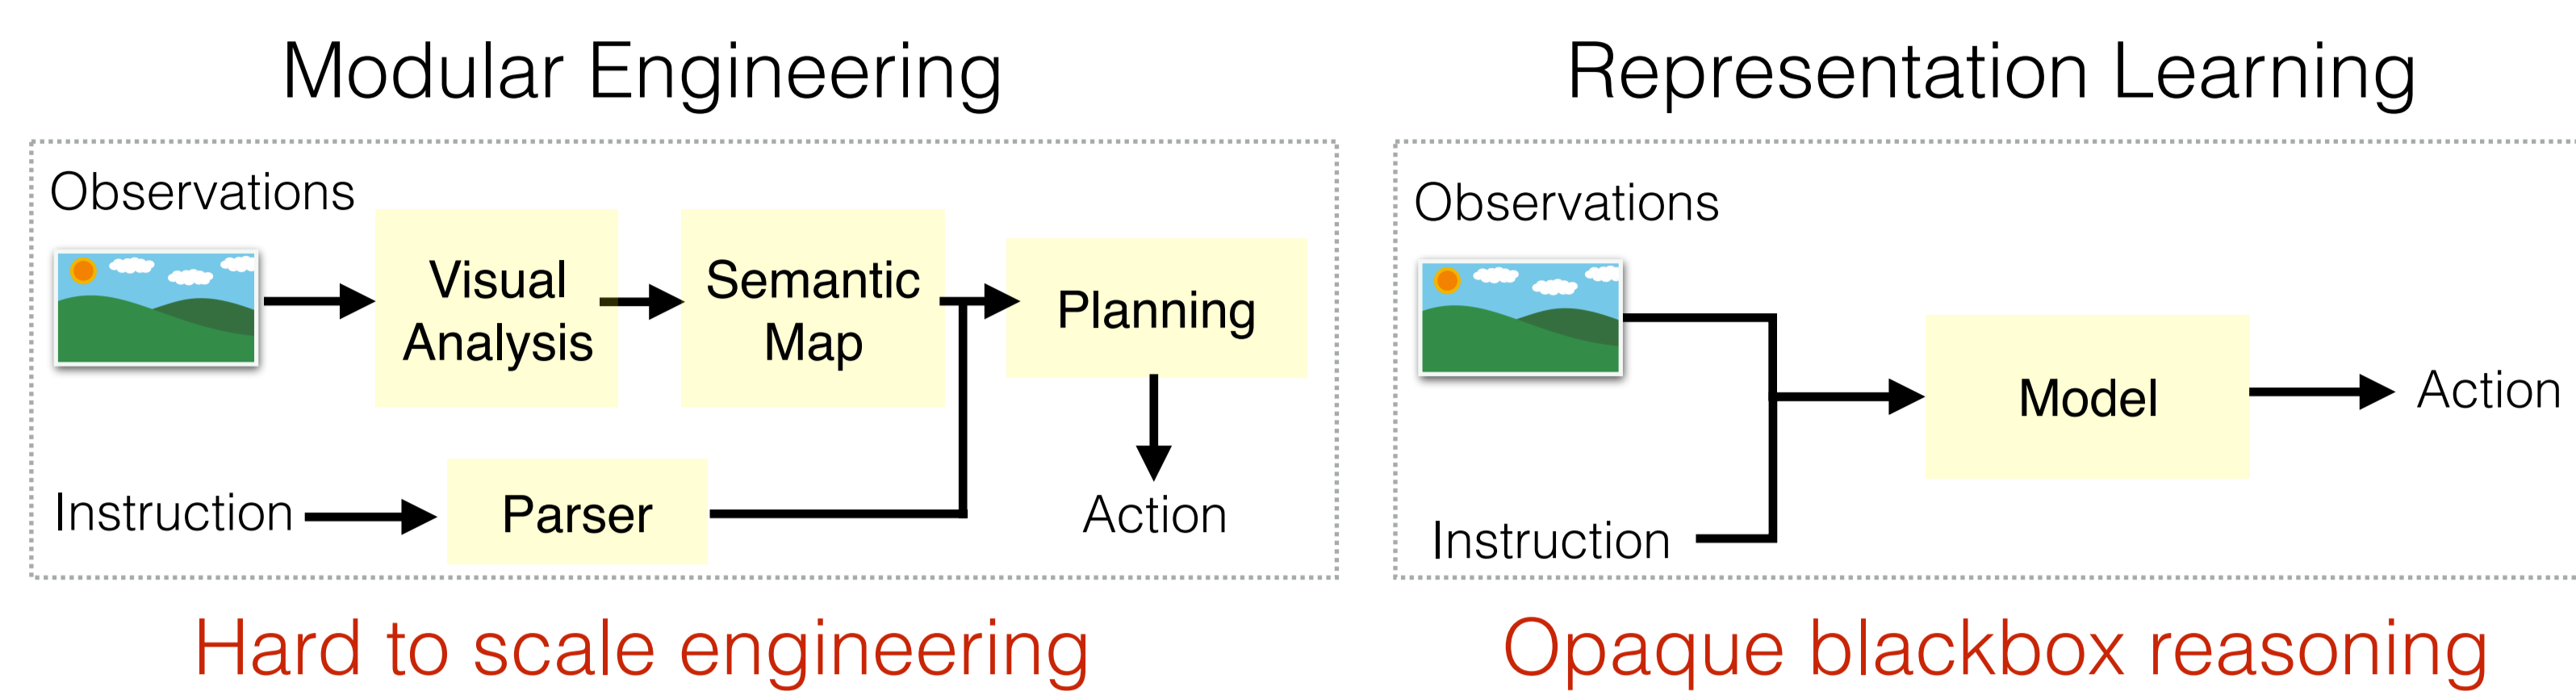 Modular Engineering
Observations
Visual
Analysis
Semantic
Map
Planning
Instruction
Parser
Action
Hard to scale engineering
Representation Learning
Observations
Model
Action
Instruction
Opaque blackbox reasoning